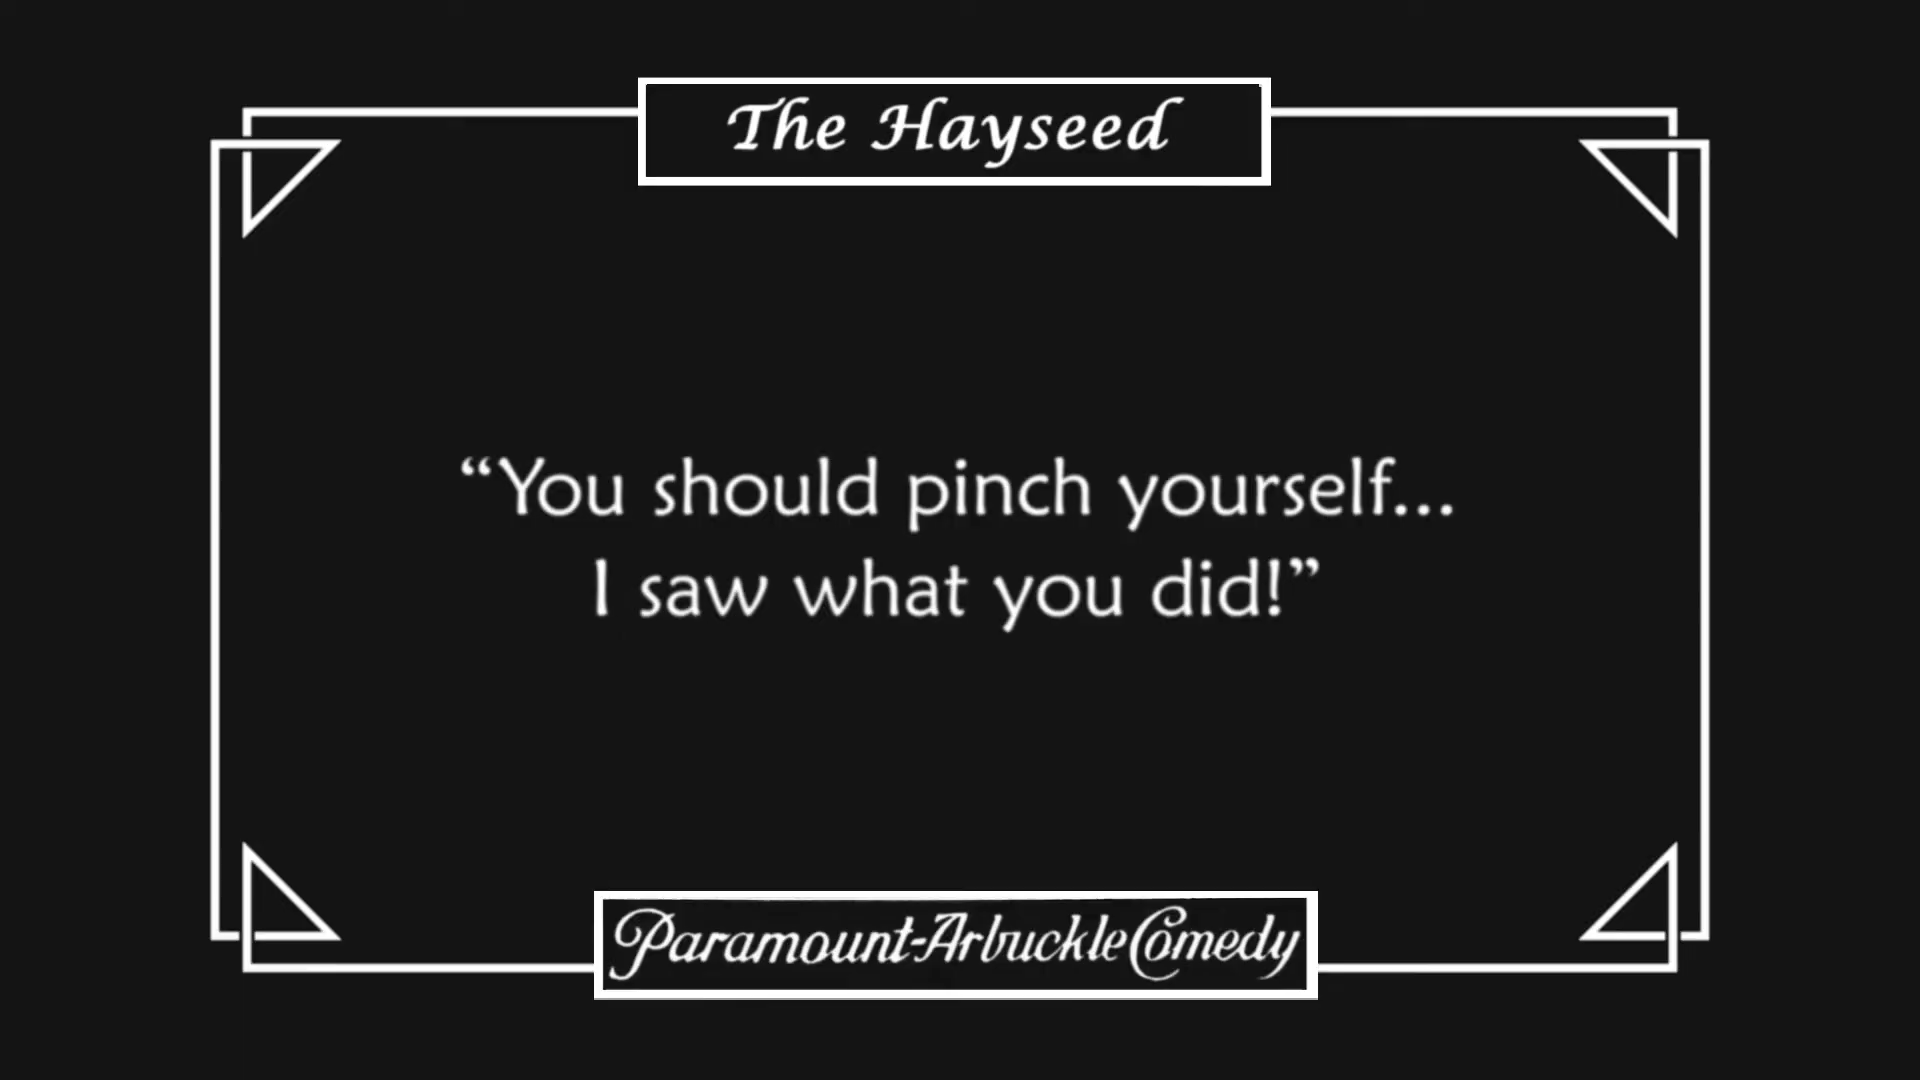 The Hayseed
“You should pinch yourself...
I saw what you did!”
Paramount-Arbuckle Comedy